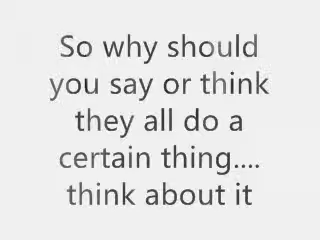 So why should
you say or think
they all do a
certain thing....
think about it